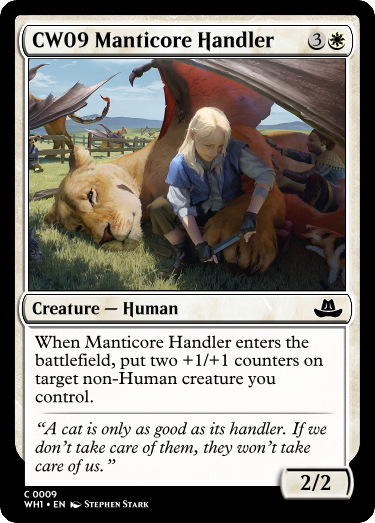 CW09 Manticore Handler 3
Creature — Human
When Manticore Handler enters the
battlefield, put two +1/+1 counters on
target non-Human creature you
control.
“A cat is only as good as its handler. If we
don’t take care of them, they won’t take
care of us.”
2/2
C 0009
WH1 • EN Stephen Stark